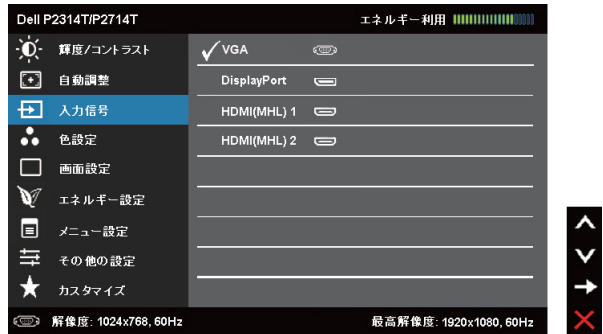 Dell P2314T/P2714T
エネルギー利用
輝度/コントラスト
自動調整
入力信号
色設定
画面設定
エネルギー設定
メニュー設定
その他の設定
カスタマイズ
VGA
DisplayPort
HDMI(MHL) 1
HDMI(MHL) 2
解像度: 1024x768, 60Hz
最高解像度: 1920x1080, 60Hz